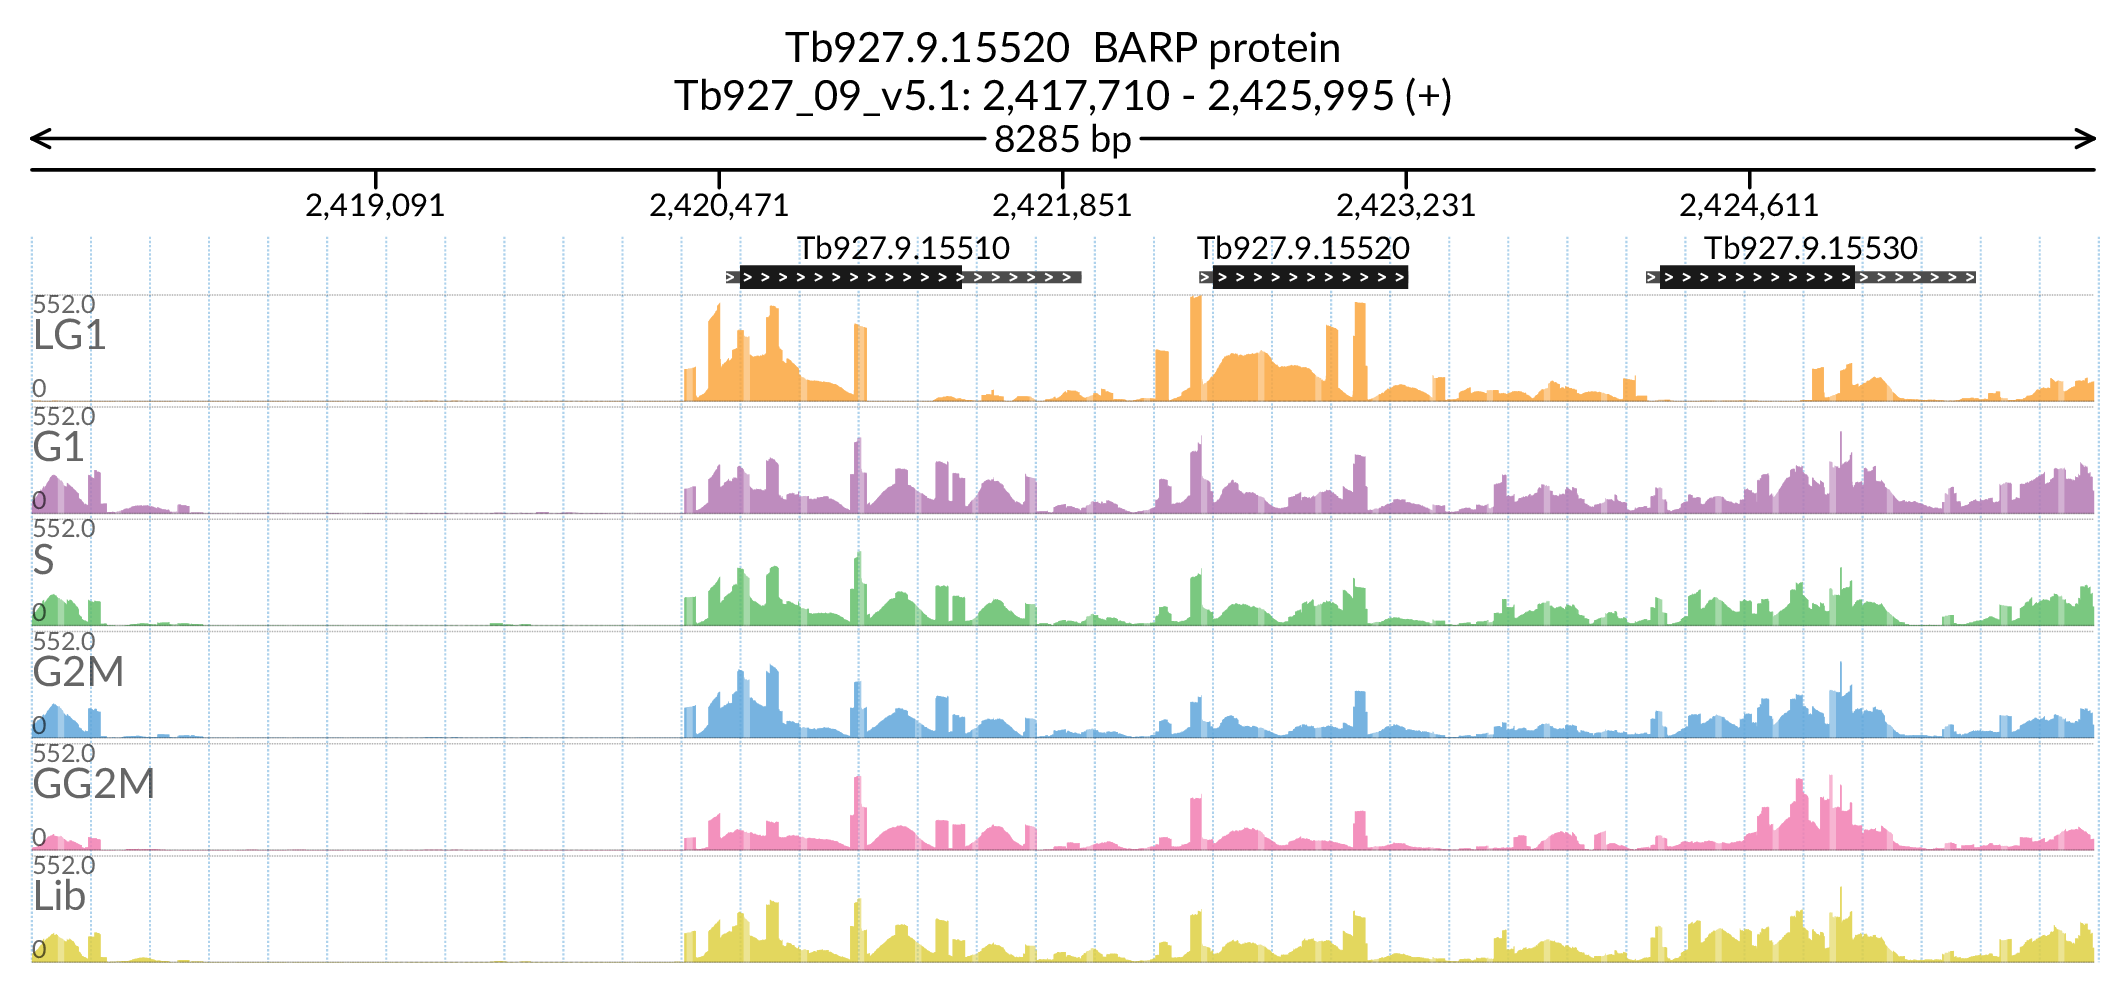 Tb927.9.15520  BARP protein
Tb927_09_v5.1: 2,417,710 - 2,425,995 (+)
8285 bp
2,419,091 2,420,471 2,421,851 2,423,231 2,424,611
Tb927.9.15510 Tb927.9.15520 Tb927.9.15530
552.0
LG1
0
552.0
G1
0
552.0
S
0
552.0
G2M
0
552.0
GG2M
0
552.0
Lib
0